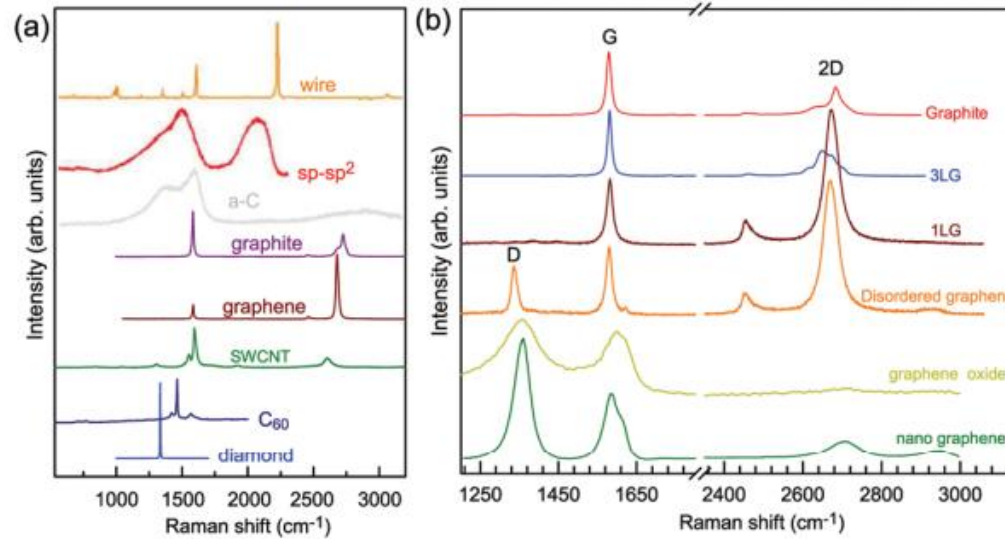 (a)
wire
sp-sp²
a-C
graphite
graphene
SWCNT
C₆₀
diamond
Intensity (arb. units)
1000 1500 2000 2500 3000
Raman shift (cm⁻¹)
(b)
G
2D
Graphite
3LG
1LG
D
Disordered graphen
graphene oxide
nano graphene
Intensity (arb. units)
1250 1450 1650 2400 2600 2800 3000
Raman shift (cm⁻¹)